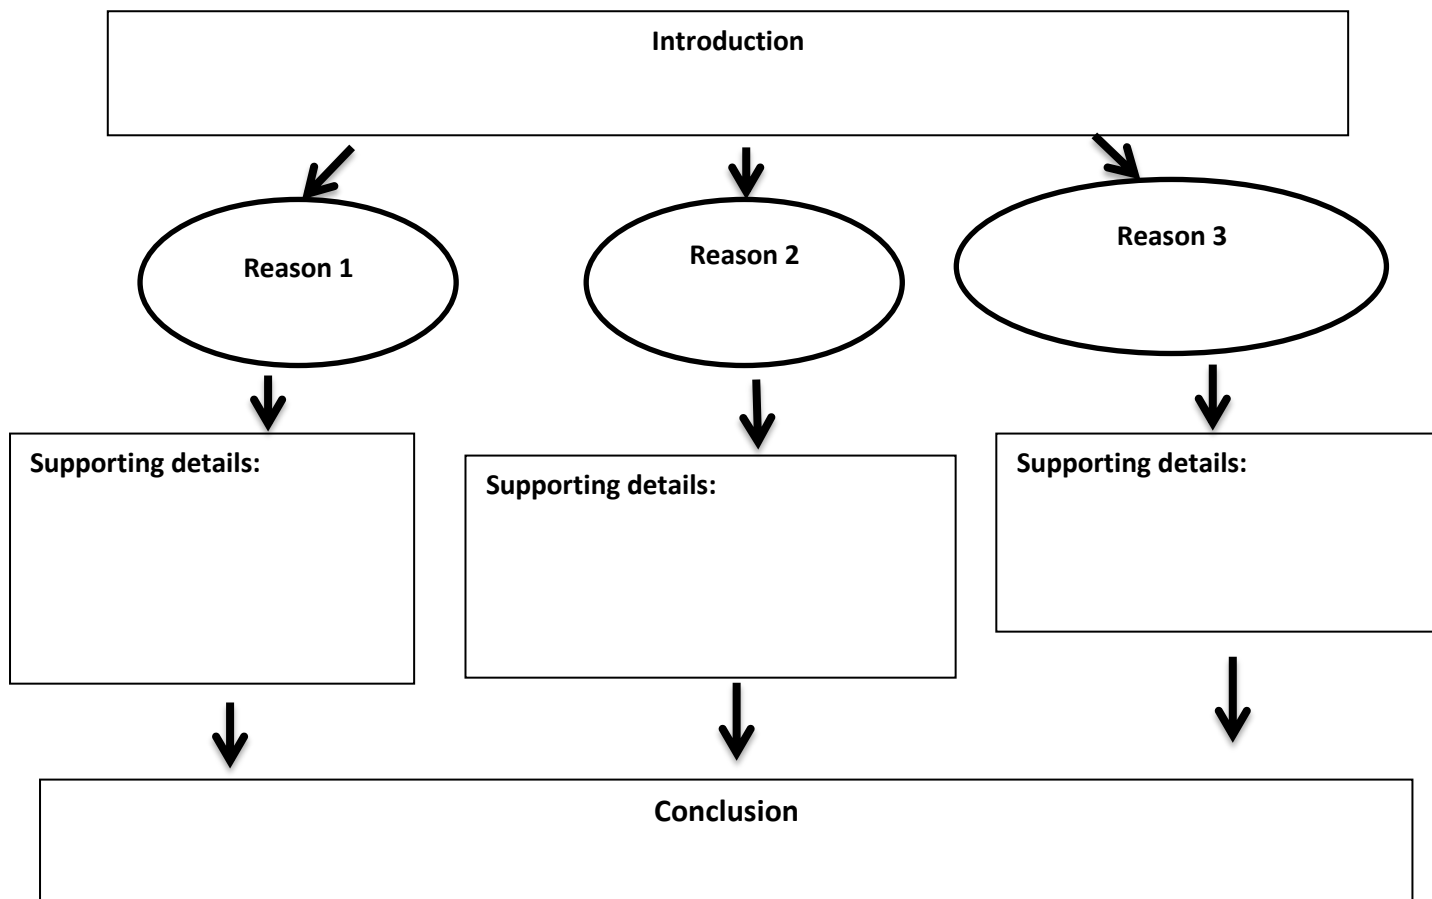 Introduction
Reason 1
Reason 2
Reason 3
Supporting details:
Supporting details:
Supporting details:
Conclusion